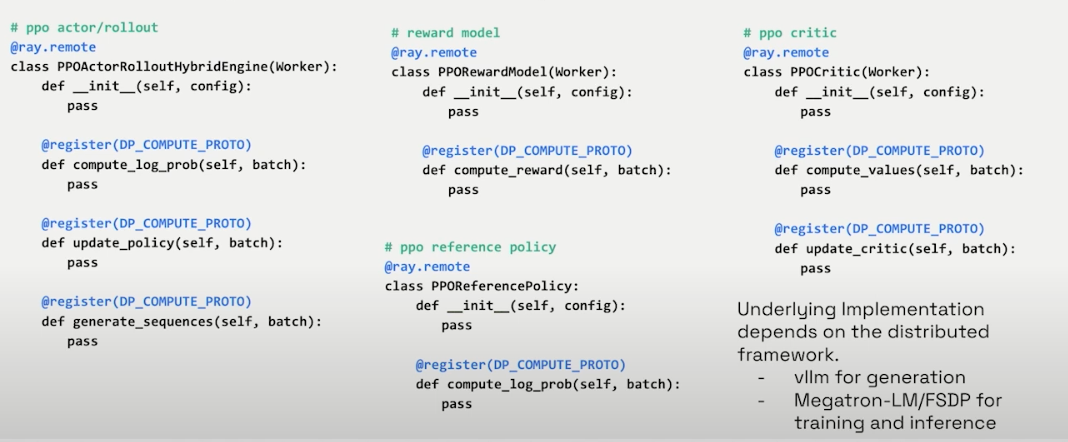 # ppo actor/rollout
@ray.remote
class PPOActorRolloutHybridEngine(Worker):
    def __init__(self, config):
        pass

    @register(DP_COMPUTE_PROTO)
    def compute_log_prob(self, batch):
        pass

    @register(DP_COMPUTE_PROTO)
    def update_policy(self, batch):
        pass

    @register(DP_COMPUTE_PROTO)
    def generate_sequences(self, batch):
        pass

# reward model
@ray.remote
class PPORewardModel(Worker):
    def __init__(self, config):
        pass

    @register(DP_COMPUTE_PROTO)
    def compute_reward(self, batch):
        pass

# ppo reference policy
@ray.remote
class PPOReferencePolicy:
    def __init__(self, config):
        pass

    @register(DP_COMPUTE_PROTO)
    def compute_log_prob(self, batch):
        pass

# ppo critic
@ray.remote
class PPOCritic(Worker):
    def __init__(self, config):
        pass

    @register(DP_COMPUTE_PROTO)
    def compute_values(self, batch):
        pass

    @register(DP_COMPUTE_PROTO)
    def update_critic(self, batch):
        pass

Underlying Implementation
depends on the distributed
framework.
- vllm for generation
- Megatron-LM/FSDP for
training and inference